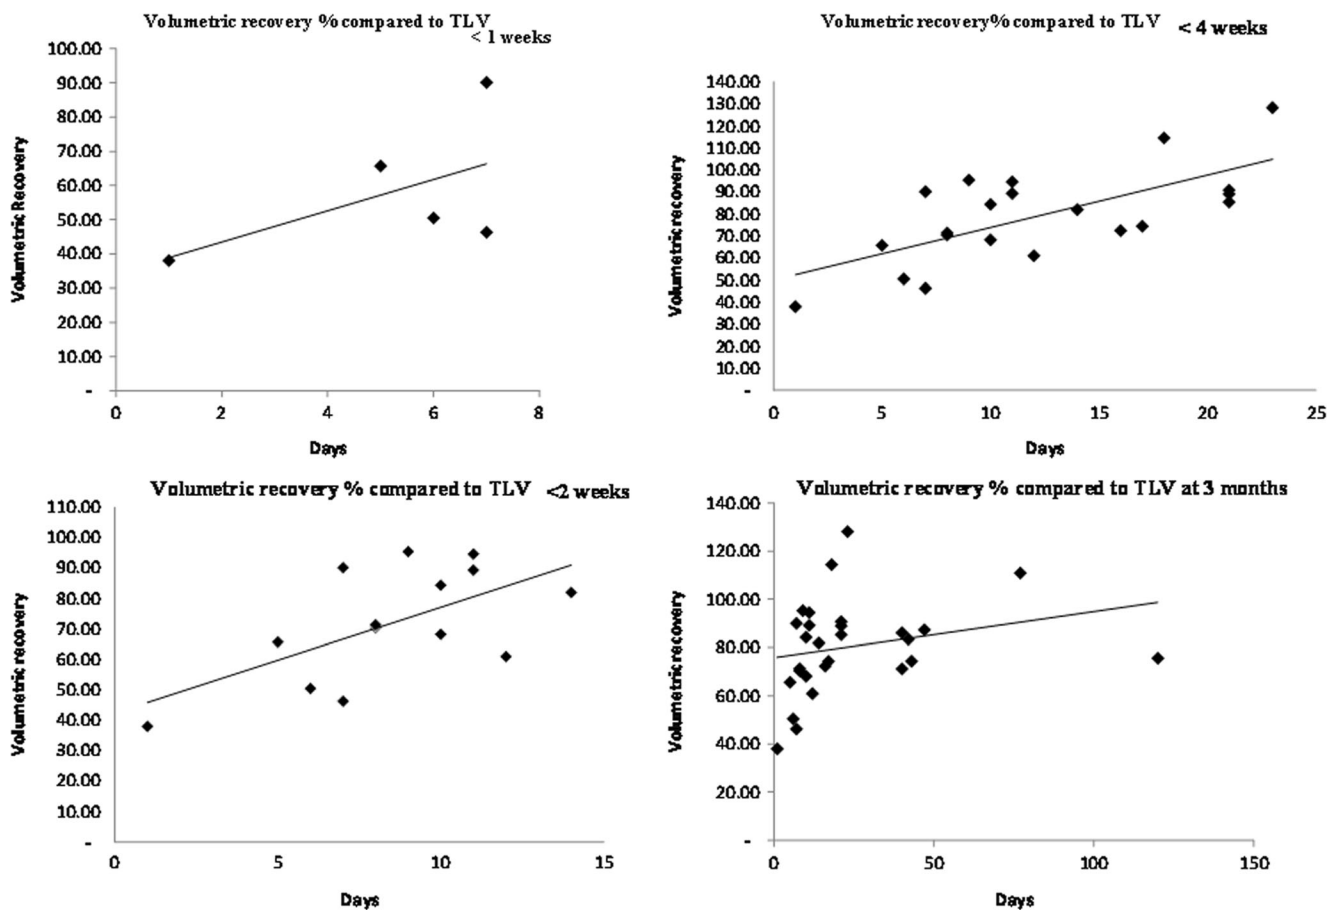 Volumetric recovery % compared to TLV
< 1 weeks
100.00
90.00
80.00
70.00
60.00
50.00
40.00
30.00
20.00
10.00
-
0 2 4 6 8
Volumetric Recovery
Days
Volumetric recovery% compared to TLV < 4 weeks
140.00
130.00
120.00
110.00
100.00
90.00
80.00
70.00
60.00
50.00
40.00
30.00
20.00
10.00
-
0 5 10 15 20 25
Volumetric recovery
Days
Volumetric recovery % compared to TLV <2 weeks
110.00
100.00
90.00
80.00
70.00
60.00
50.00
40.00
30.00
20.00
10.00
-
0 5 10 15
Volumetric recovery
Days
Volumetric recovery % compared to TLV at 3 months
140.00
120.00
100.00
80.00
60.00
40.00
20.00
-
0 50 100 150
Volumetric recovery
Days